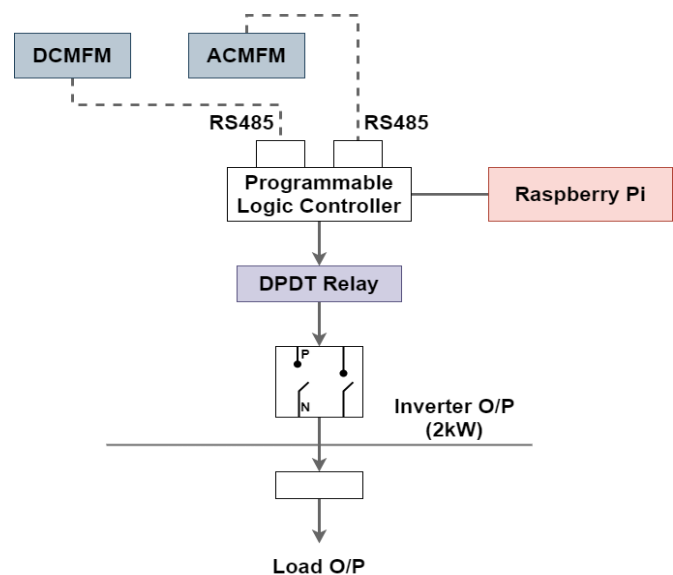 DCMFM
ACMFM
RS485
RS485
Programmable
Logic Controller
Raspberry Pi
DPDT Relay
P
N
Inverter O/P
(2kW)
Load O/P